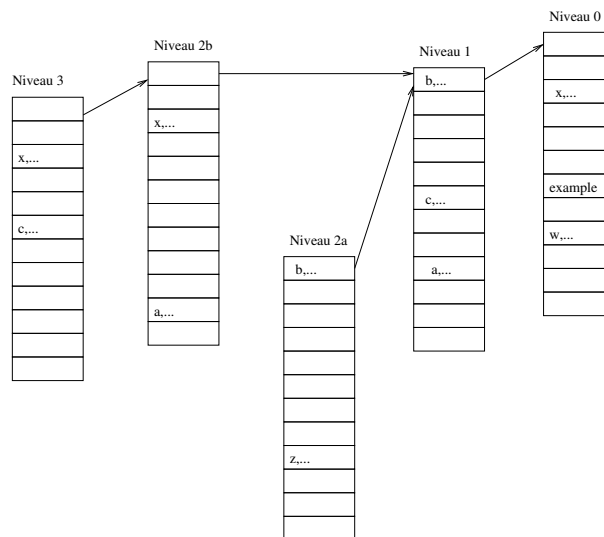 Niveau 3
x,...
c,...
Niveau 2b
x,...
a,...
Niveau 2a
b,...
z,...
Niveau 1
b,...
c,...
a,...
Niveau 0
x,...
example
w,...